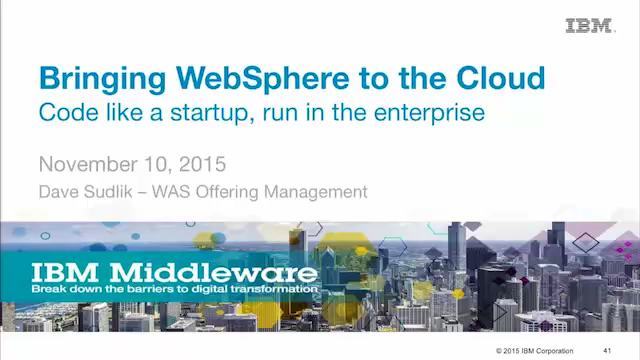 IBM
Bringing WebSphere to the Cloud
Code like a startup, run in the enterprise
November 10, 2015
Dave Sudlik – WAS Offering Management
IBM Middleware
Break down the barriers to digital transformation
© 2015 IBM Corporation 41